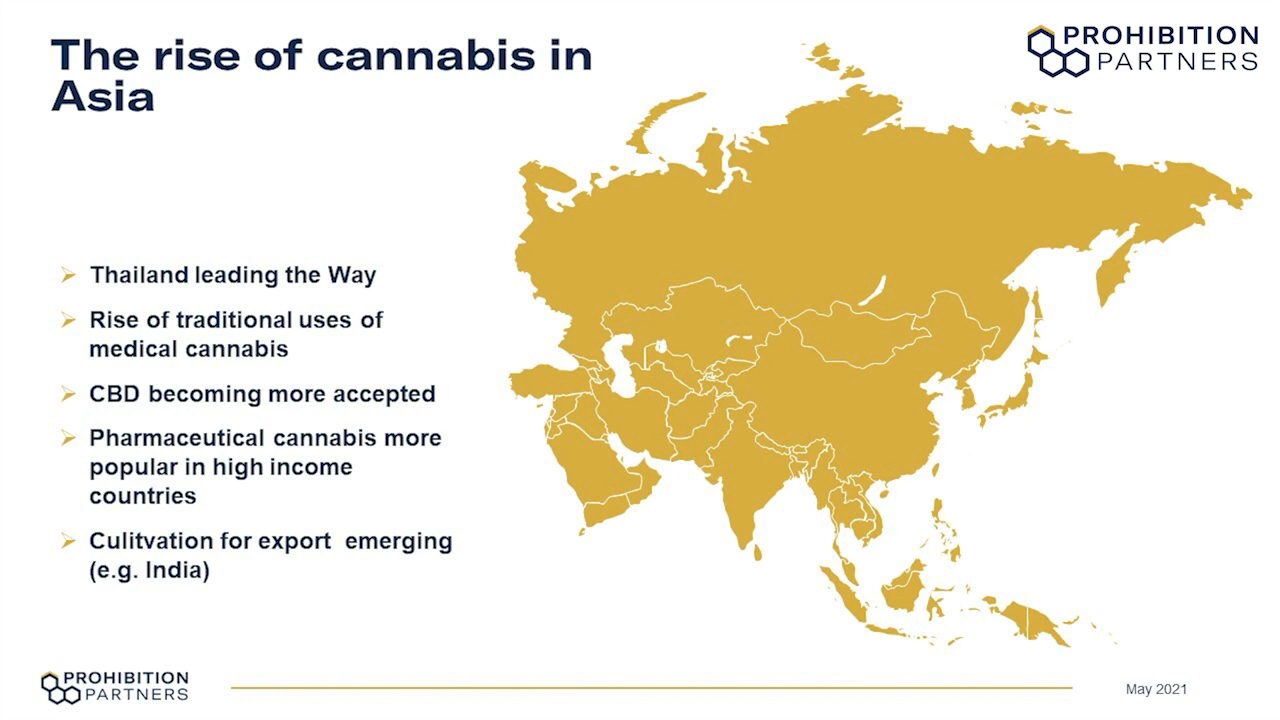 The rise of cannabis in
Asia
PROHIBITION
PARTNERS
Thailand leading the Way
Rise of traditional uses of
medical cannabis
CBD becoming more accepted
Pharmaceutical cannabis more
popular in high income
countries
Culitvation for export emerging
(e.g. India)
PROHIBITION
PARTNERS
May 2021